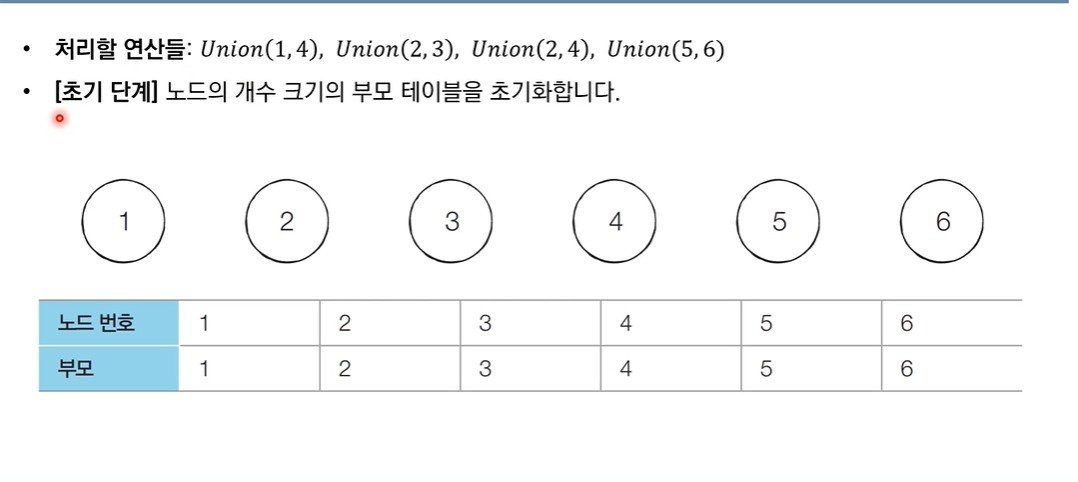 • 처리할 연산들: Union(1,4), Union(2,3), Union(2,4), Union(5,6)
• [초기 단계] 노드의 개수 크기의 부모 테이블을 초기화합니다.
1 2 3 4 5 6
노드 번호 1 2 3 4 5 6
부모 1 2 3 4 5 6